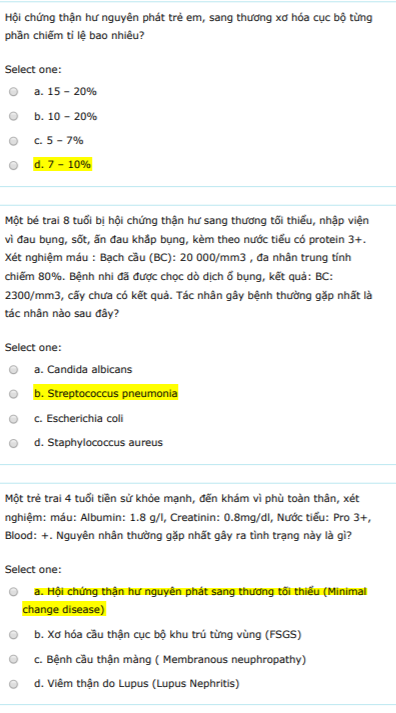 Hội chứng thận hư nguyên phát trẻ em, sang thương xơ hóa cục bộ từng
phần chiếm tỉ lệ bao nhiêu?
Select one:
a. 15 – 20%
b. 10 – 20%
c. 5 – 7%
d. 7 – 10%
Một bé trai 8 tuổi bị hội chứng thận hư sang thương tối thiểu, nhập viện
vì đau bụng, sốt, ấn đau khắp bụng, kèm theo nước tiểu có protein 3+.
Xét nghiệm máu : Bạch cầu (BC): 20 000/mm3 , đa nhân trung tính
chiếm 80%. Bệnh nhi đã được chọc dò dịch ổ bụng, kết quả: BC:
2300/mm3, cấy chưa có kết quả. Tác nhân gây bệnh thường gặp nhất là
tác nhân nào sau đây?
Select one:
a. Candida albicans
b. Streptococcus pneumonia
c. Escherichia coli
d. Staphylococcus aureus
Một trẻ trai 4 tuổi tiền sử khỏe mạnh, đến khám vì phù toàn thân, xét
nghiệm: máu: Albumin: 1.8 g/l, Creatinin: 0.8mg/dl, Nước tiểu: Pro 3+,
Blood: +. Nguyên nhân thường gặp nhất gây ra tình trạng này là gì?
Select one:
a. Hội chứng thận hư nguyên phát sang thương tối thiểu (Minimal
change disease)
b. Xơ hóa cầu thận cục bộ khu trú từng vùng (FSGS)
c. Bệnh cầu thận màng ( Membranous neuphropathy)
d. Viêm thận do Lupus (Lupus Nephritis)